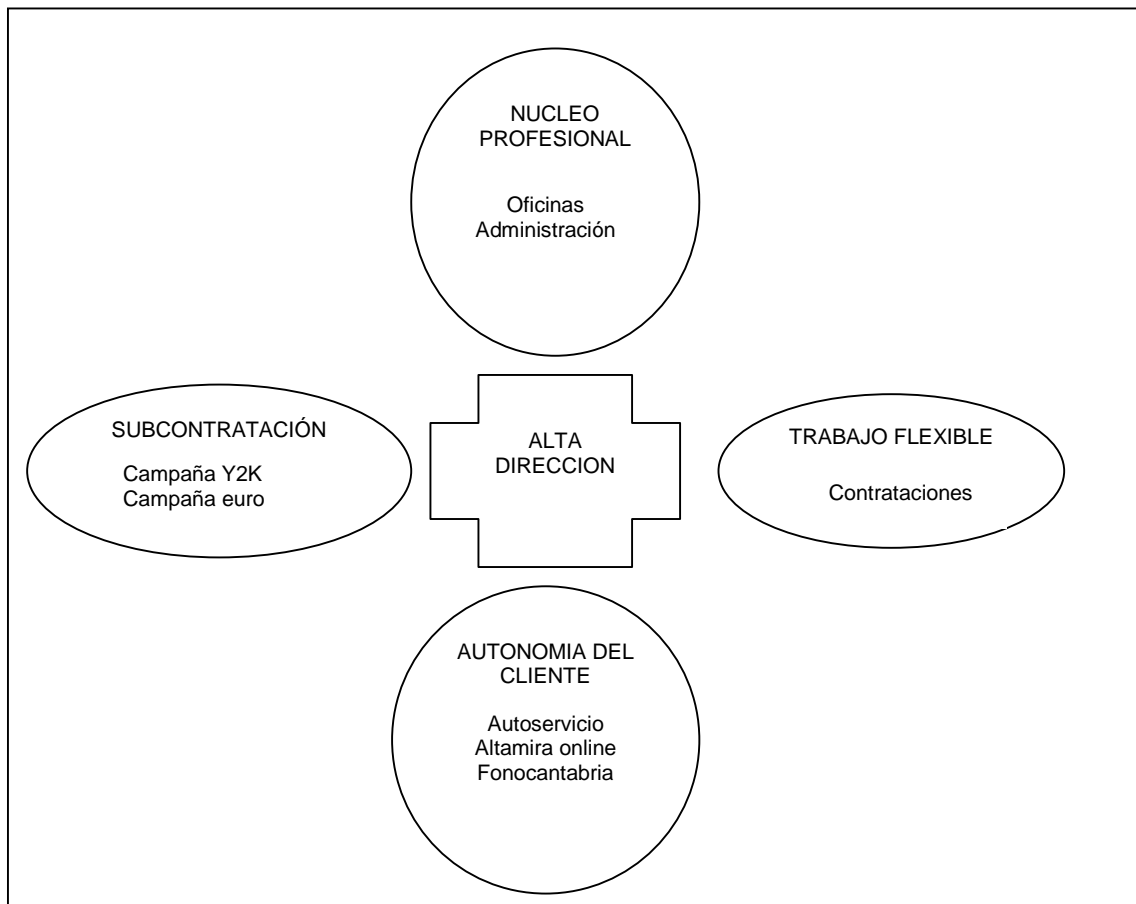 NUCLEO
PROFESIONAL
Oficinas
Administración
SUBCONTRATACIÓN
Campaña Y2K
Campaña euro
ALTA
DIRECCION
TRABAJO FLEXIBLE
Contrataciones
AUTONOMIA DEL
CLIENTE
Autoservicio
Altamira online
Fonocantabria